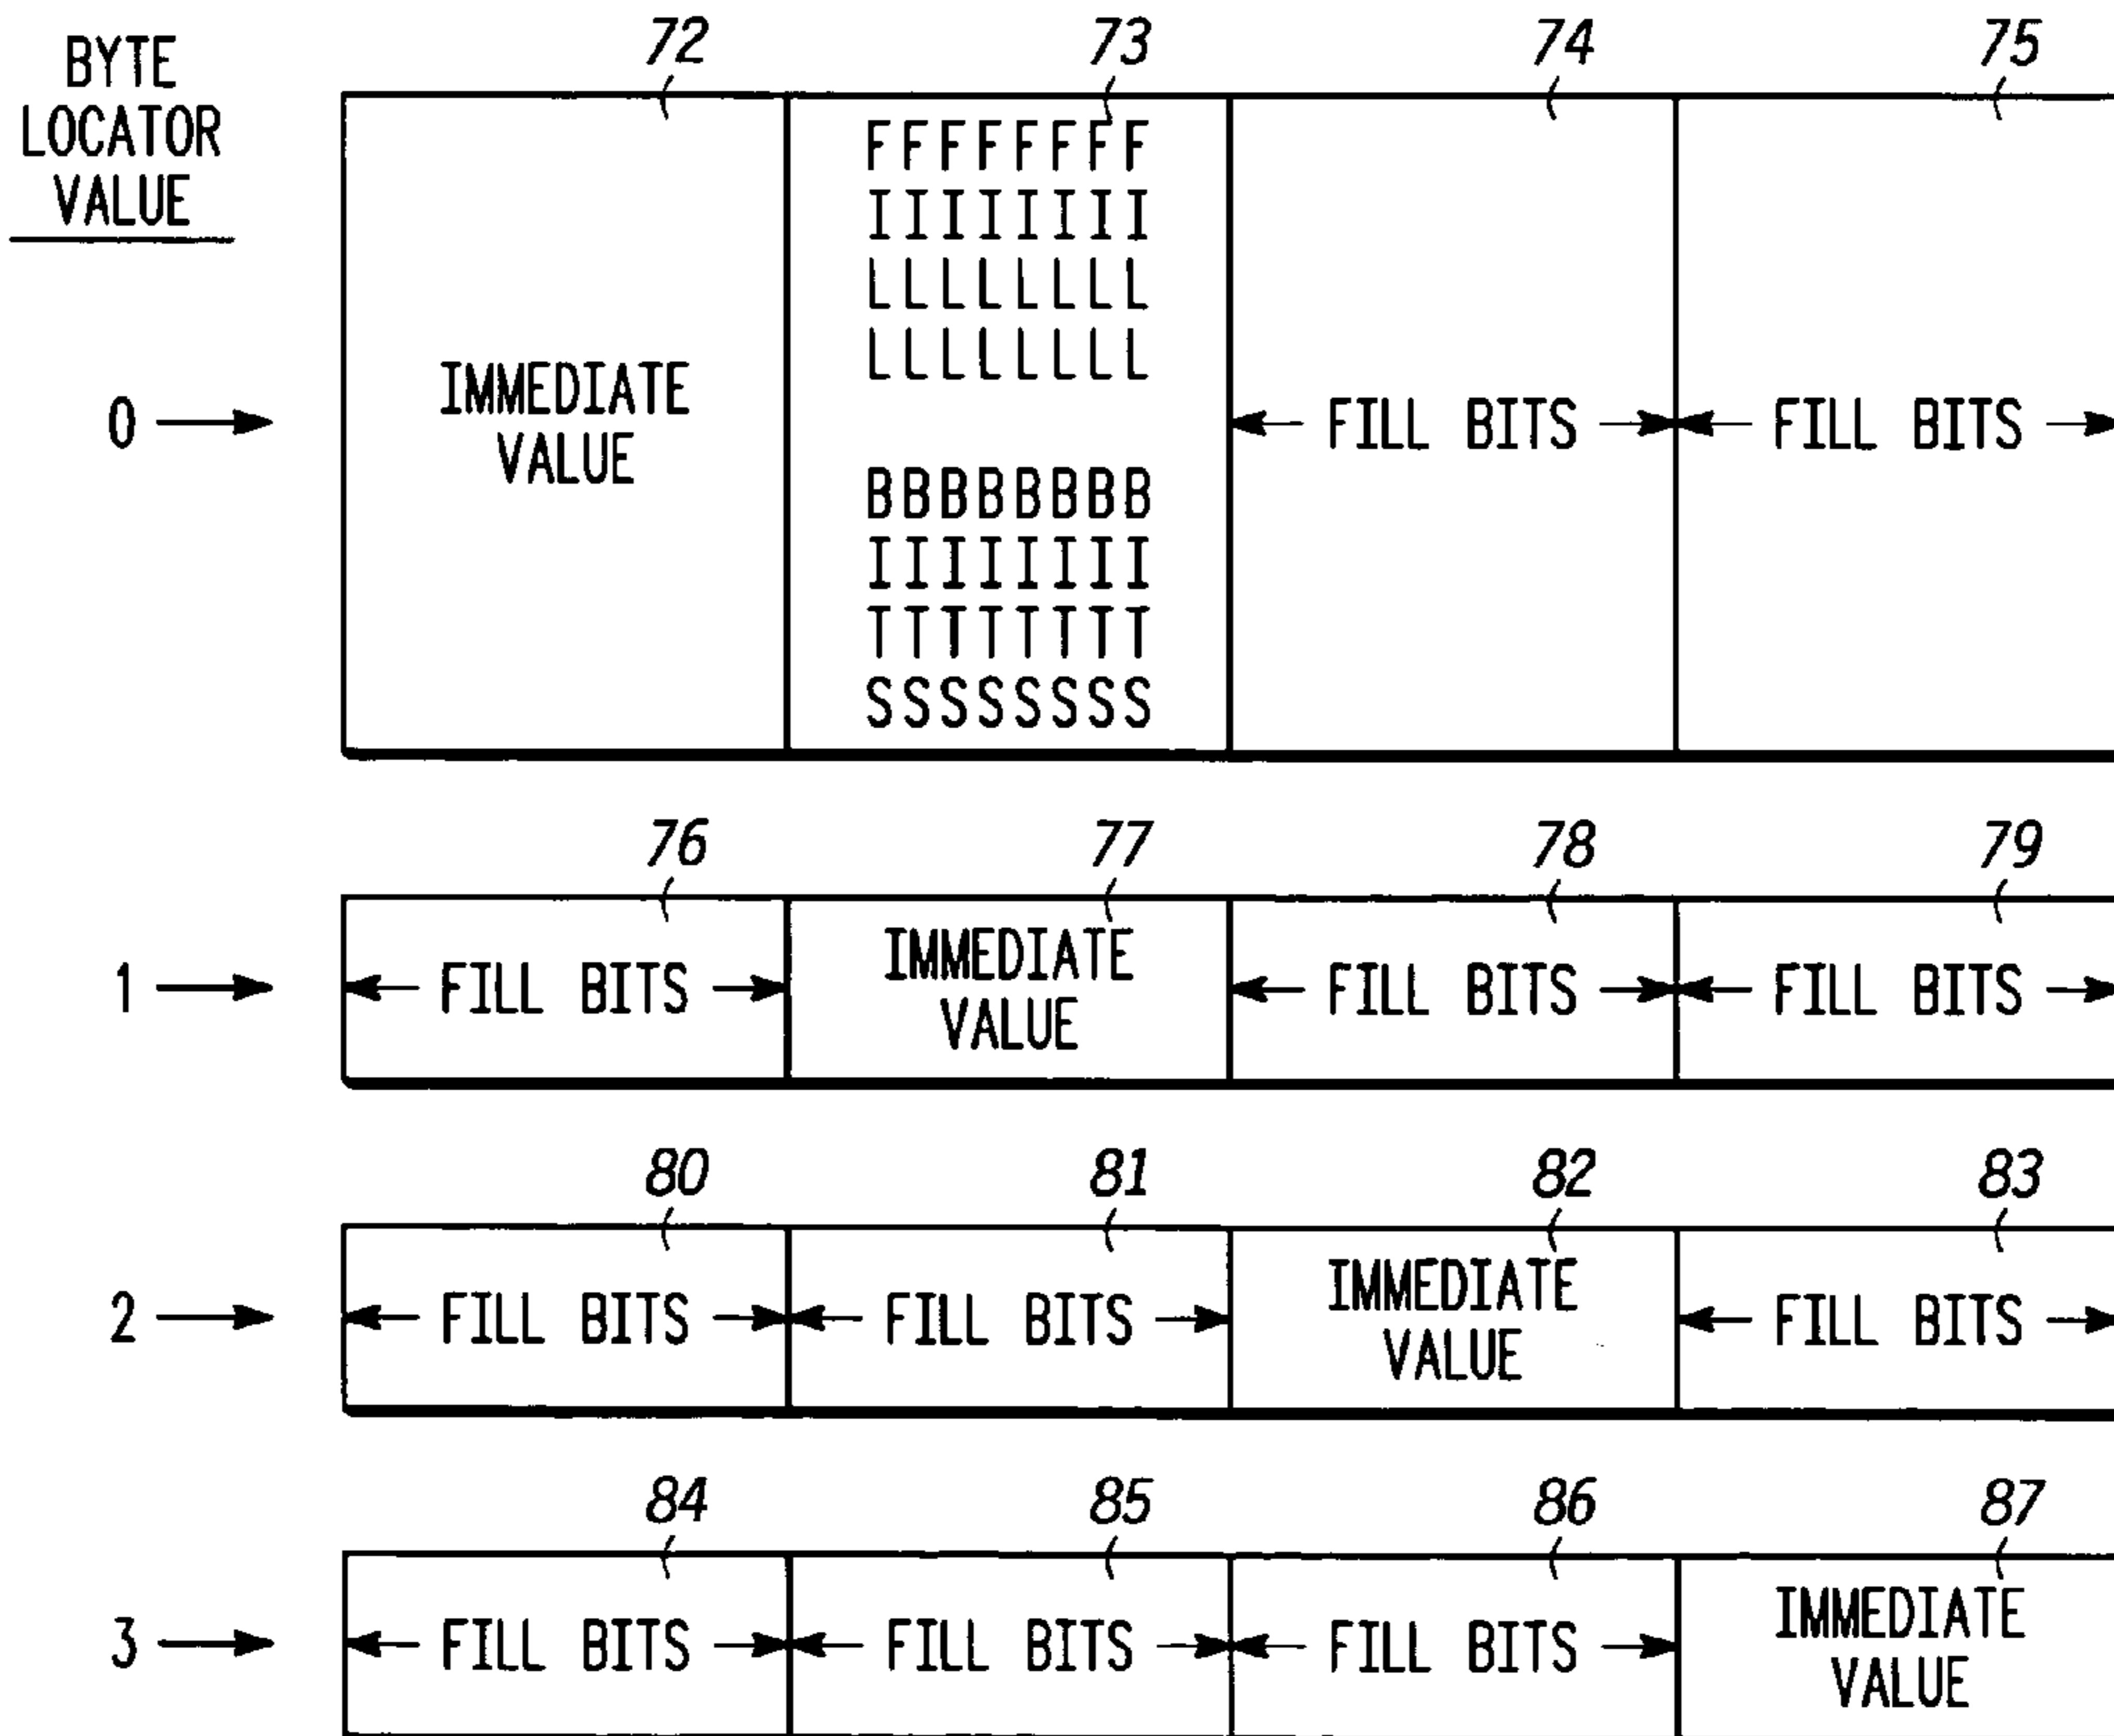 BYTE
LOCATOR
VALUE
72 73 74 75
FFFFFFFF
IIIIIIII
LLLLLLLL
LLLLLLLL
IMMEDIATE
VALUE
0 FILL BITS FILL BITS
BBBBBBBB
IIIIIIII
TTTTTTTT
SSSSSSSS
76 77 78 79
1 FILL BITS IMMEDIATE
VALUE FILL BITS FILL BITS
80 81 82 83
2 FILL BITS FILL BITS IMMEDIATE
VALUE FILL BITS
84 85 86 87
3 FILL BITS FILL BITS FILL BITS IMMEDIATE
VALUE